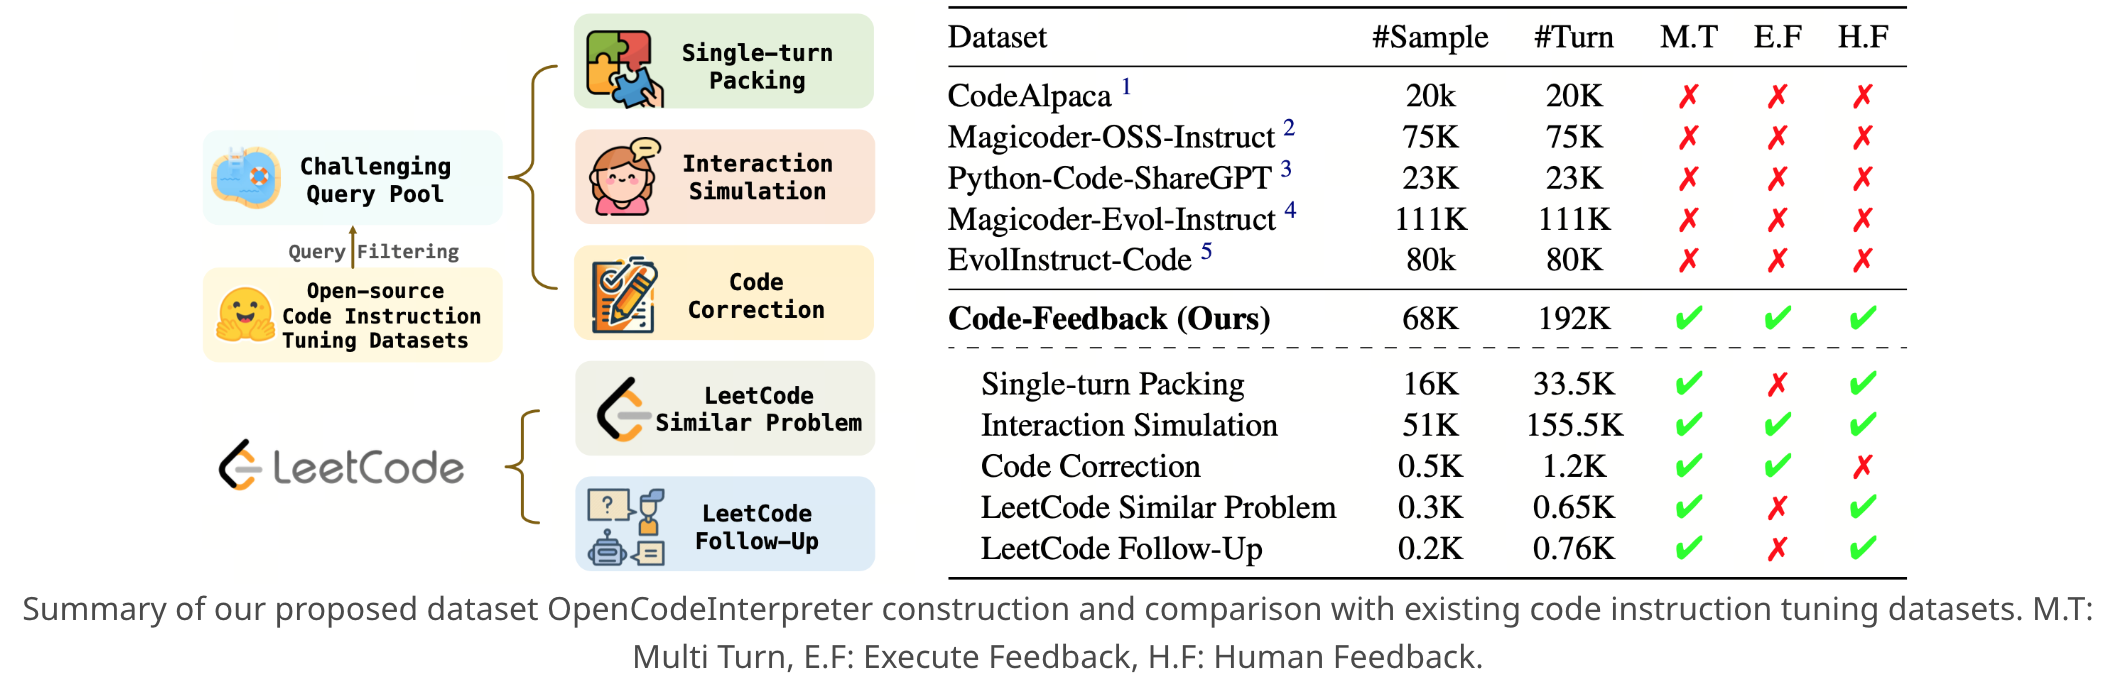 Single-turn
Packing
Interaction
Simulation
Challenging
Query Pool
Query Filtering
Open-source
Code Instruction
Tuning Datasets
Code
Correction
LeetCode
Similar Problem
LeetCode
LeetCode
Follow-Up
?
Dataset #Sample #Turn M.T E.F H.F
CodeAlpaca 1 20k 20K ✗ ✗ ✗
Magicoder-OSS-Instruct 2 75K 75K ✗ ✗ ✗
Python-Code-ShareGPT 3 23K 23K ✗ ✗ ✗
Magicoder-Evol-Instruct 4 111K 111K ✗ ✗ ✗
EvolInstruct-Code 5 80k 80K ✗ ✗ ✗
Code-Feedback (Ours) 68K 192K ✓ ✓ ✓
Single-turn Packing 16K 33.5K ✓ ✗ ✓
Interaction Simulation 51K 155.5K ✓ ✓ ✓
Code Correction 0.5K 1.2K ✓ ✓ ✗
LeetCode Similar Problem 0.3K 0.65K ✓ ✗ ✓
LeetCode Follow-Up 0.2K 0.76K ✓ ✗ ✓
Summary of our proposed dataset OpenCodeInterpreter construction and comparison with existing code instruction tuning datasets. M.T:
Multi Turn, E.F: Execute Feedback, H.F: Human Feedback.